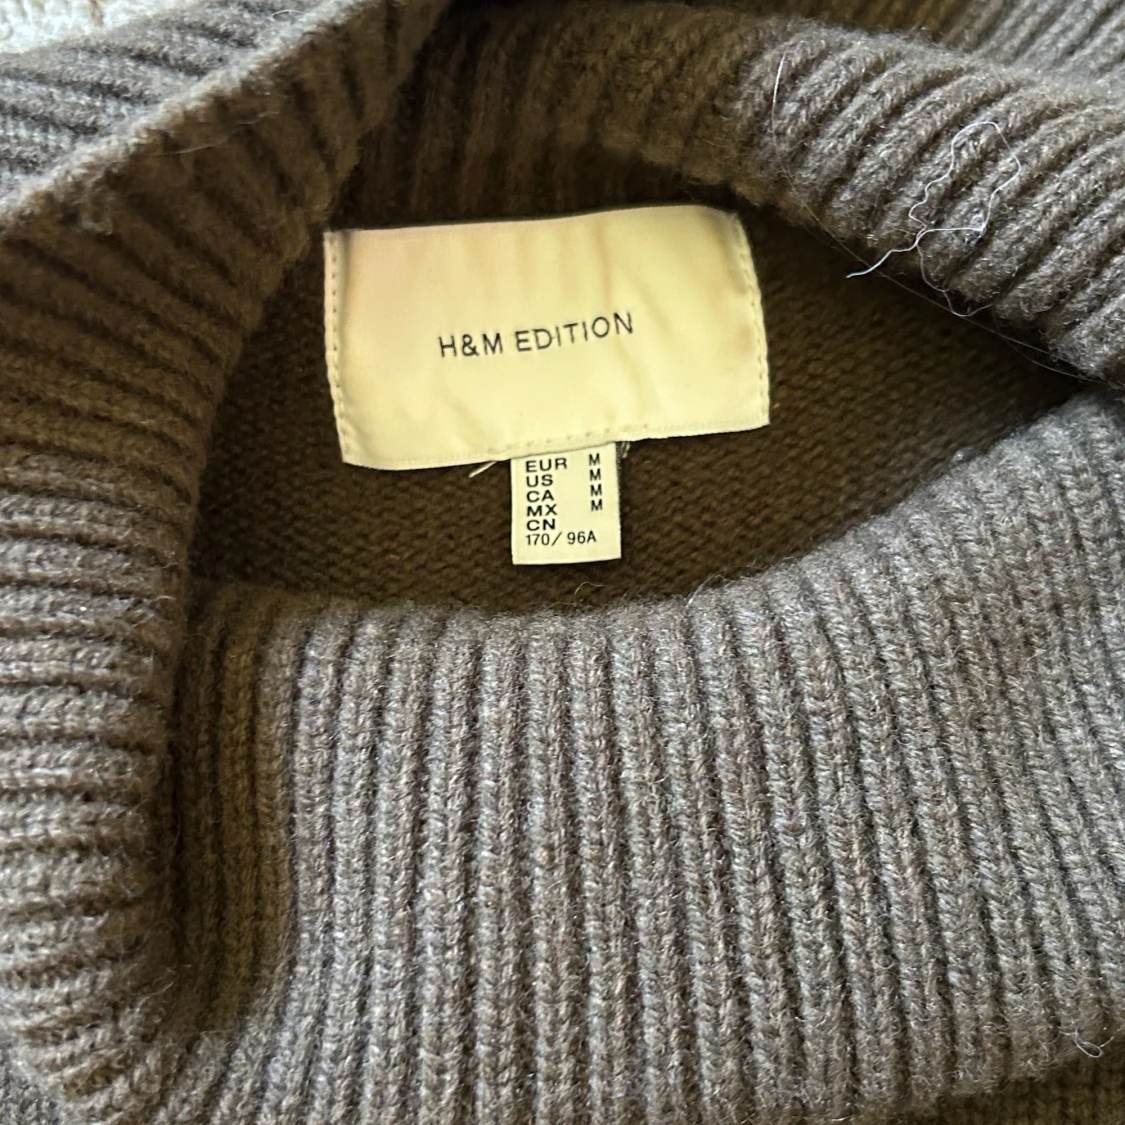 H&M EDITION
EUR M
US M
CA M
MX M
CN
170/96A